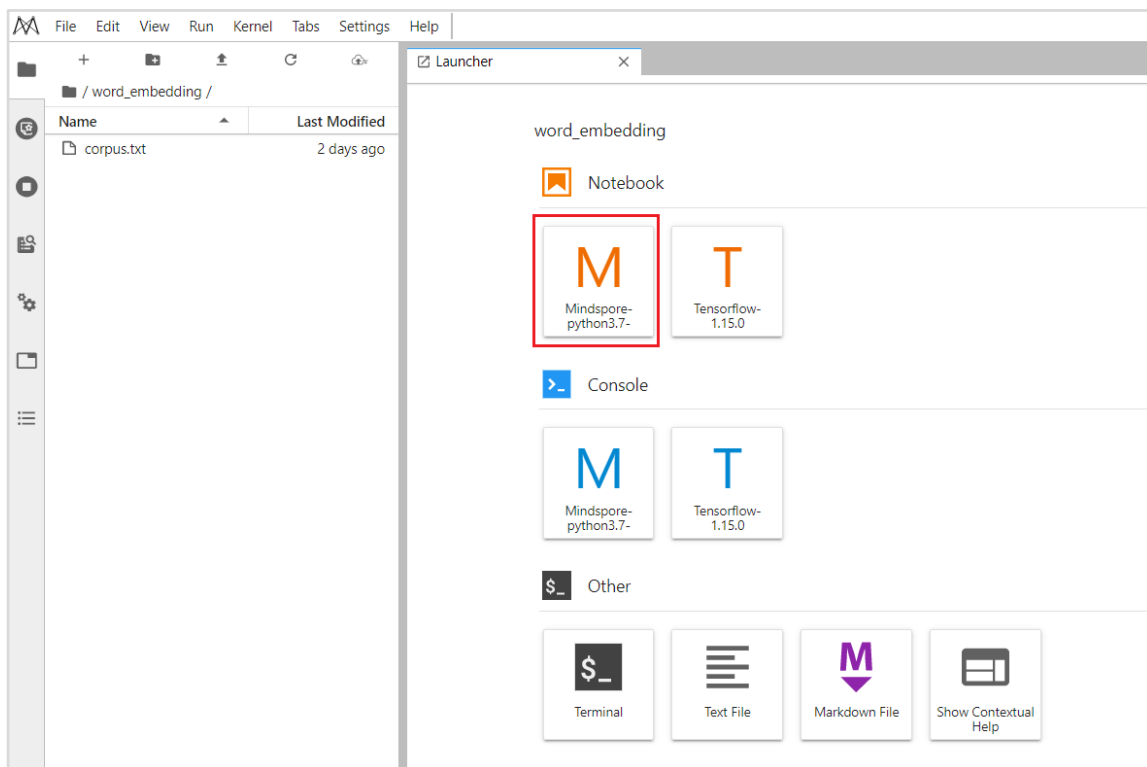 File Edit View Run Kernel Tabs Settings Help
/ word_embedding /
Name Last Modified
corpus.txt 2 days ago
Launcher
word_embedding
Notebook
M T
Mindspore- Tensorflow-
python3.7- 1.15.0
Console
M T
Mindspore- Tensorflow-
python3.7- 1.15.0
$_ Other
$_ M
Terminal Text File Markdown File Show Contextual
Help